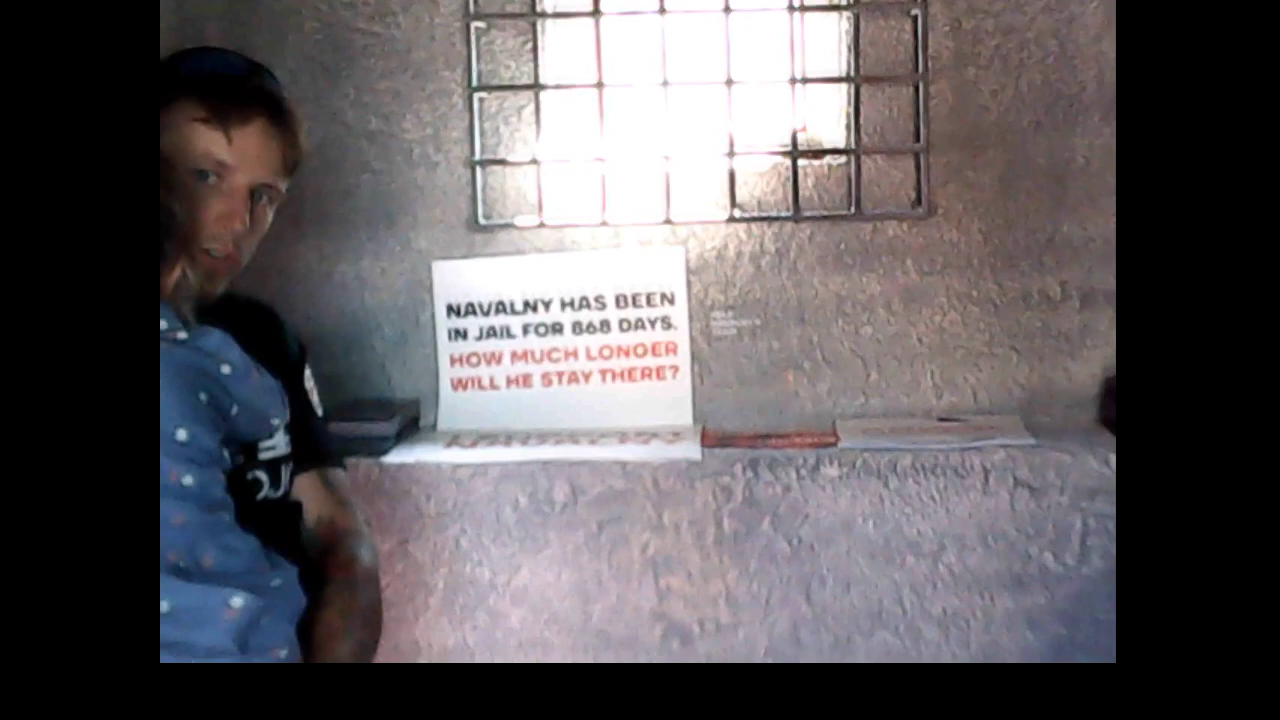 NAVALNY HAS BEEN
IN JAIL FOR 868 DAYS.
HOW MUCH LONGER
WILL HE STAY THERE?